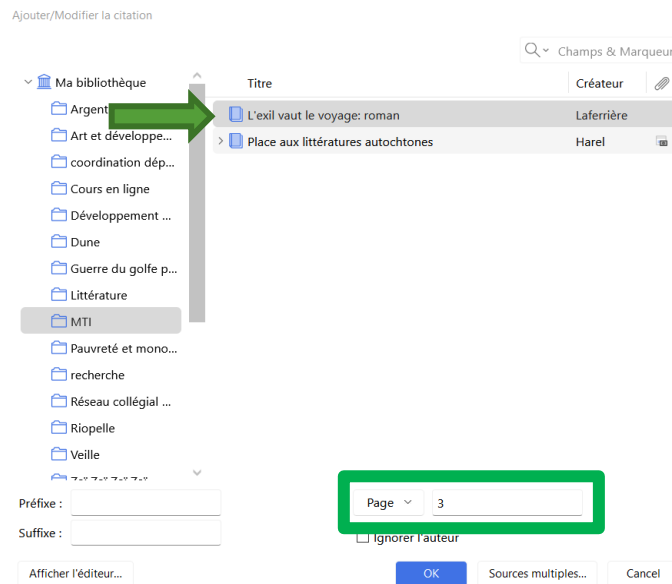 Ajouter/Modifier la citation
Champs & Marqueur
Ma bibliothèque
Titre
Créateur
Argent
L'exil vaut le voyage: roman
Laferrière
Art et développe...
Place aux littératures autochtones
Harel
coordination dép...
Cours en ligne
Développement ...
Dune
Guerre du golfe p...
Littérature
MTI
Pauvreté et mono...
recherche
Réseau collégial ...
Riopelle
Veille
Préfixe :
Page
3
Suffixe :
Ignorer l'auteur
Afficher l'éditeur...
OK
Sources multiples...
Cancel